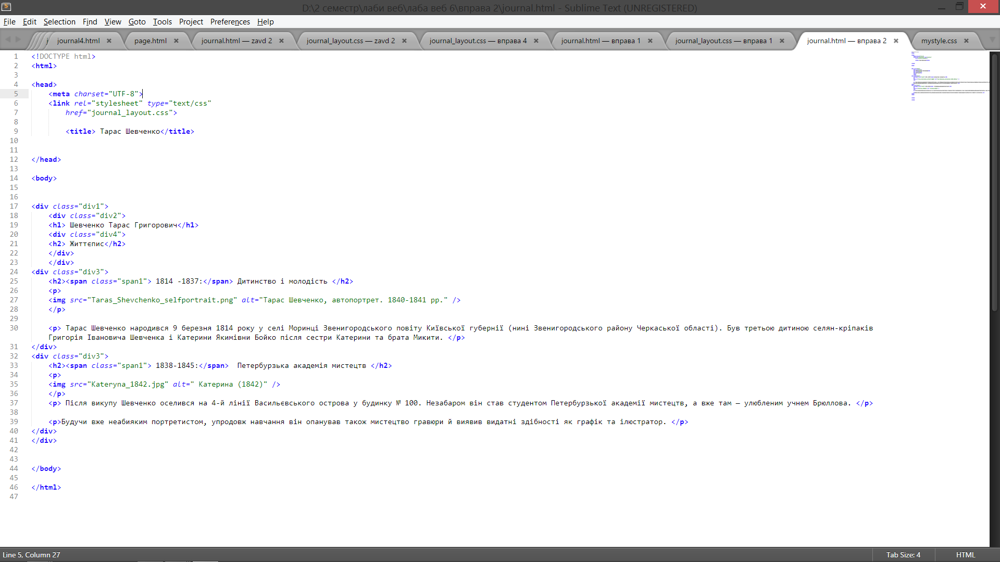 D:\2 семестр\лаби веб\лаба веб 6\вправа 2\journal.html - Sublime Text (UNREGISTERED)
File Edit Selection Find View Goto Tools Project Preferences Help
journal4.html page.html journal.html — zavd 2 journal_layout.css — zavd 2 journal_layout.css — вправа 4 journal.html — вправа 1 journal_layout.css — вправа 1 journal.html — вправа 2 mystyle.css
1 <!DOCTYPE html>
2 <html>
3
4 <head>
5 <meta charset="UTF-8">
6 <link rel="stylesheet" type="text/css"
7 href="journal_layout.css">
8
9 <title> Тарас Шевченко</title>
10
11
12 </head>
13
14 <body>
15
16
17 <div class="div1">
18 <div class="div2">
19 <h1> Шевченко Тарас Григорович</h1>
20 <div class="div4">
21 <h2> Життєпис</h2>
22 </div>
23 </div>
24 <div class="div3">
25 <h2><span class="span1"> 1814 -1837:</span> Дитинство і молодість </h2>
26 <p>
27 <img src="Taras_Shevchenko_selfportrait.png" alt="Тарас Шевченко, автопортрет. 1840-1841 рр." />
28 </p>
29
30 <p> Тарас Шевченко народився 9 березня 1814 року у селі Моринці Звенигородського повіту Київської губернії (нині Звенигородського району Черкаської області). Був третьою дитиною селян-кріпаків
Григорія Івановича Шевченка і Катерини Якимівни Бойко після сестри Катерини та брата Микити. </p>
31 </div>
32 <div class="div3">
33 <h2><span class="span1"> 1838-1845:</span>  Петербурзька академія мистецтв </h2>
34 <p>
35 <img src="Kateryna_1842.jpg" alt=" Катерина (1842)" />
36 </p>
37 <p> Після викупу Шевченко оселився на 4-й лінії Васильєвського острова у будинку № 100. Незабаром він став студентом Петербурзької академії мистецтв, а вже там — улюбленим учнем Брюллова. </p>
38
39 <p>Будучи вже неабияким портретистом, упродовж навчання він опанував також мистецтво гравюри й виявив видатні здібності як графік та ілюстратор. </p>
40 </div>
41 </div>
42
43
44 </body>
45
46 </html>
47
Line 5, Column 27 Tab Size: 4 HTML